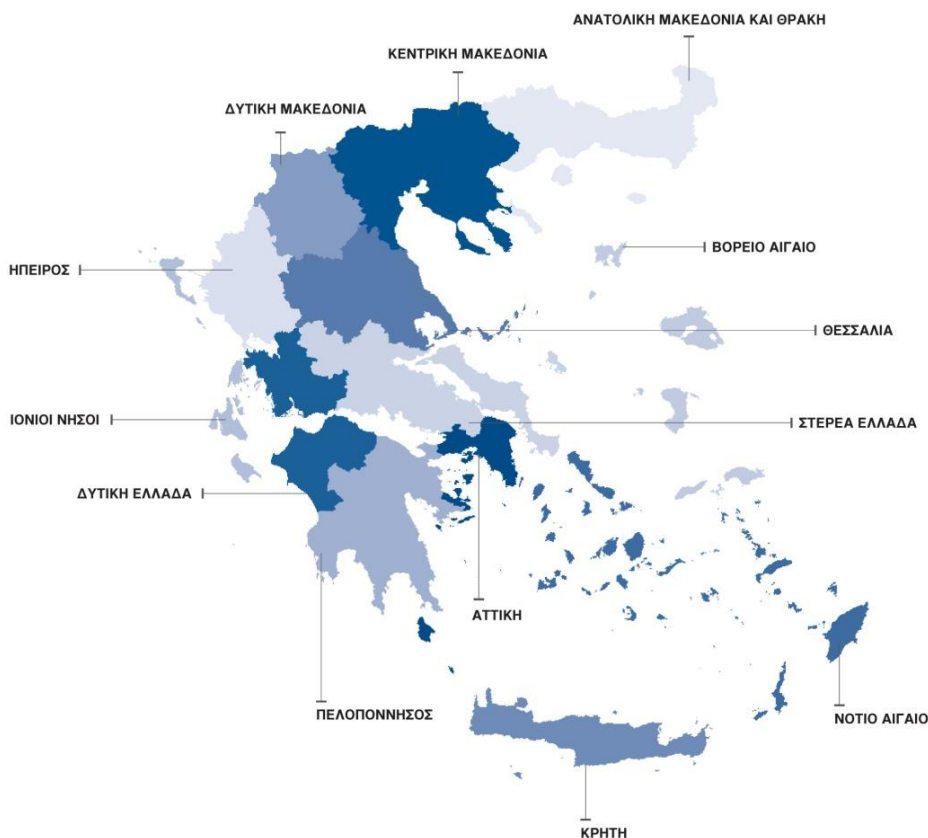 ΑΝΑΤΟΛΙΚΗ ΜΑΚΕΔΟΝΙΑ ΚΑΙ ΘΡΑΚΗ
ΚΕΝΤΡΙΚΗ ΜΑΚΕΔΟΝΙΑ
ΔΥΤΙΚΗ ΜΑΚΕΔΟΝΙΑ
ΒΟΡΕΙΟ ΑΙΓΑΙΟ
ΗΠΕΙΡΟΣ
ΘΕΣΣΑΛΙΑ
ΙΟΝΙΟΙ ΝΗΣΟΙ
ΣΤΕΡΕΑ ΕΛΛΑΔΑ
ΔΥΤΙΚΗ ΕΛΛΑΔΑ
ΑΤΤΙΚΗ
ΠΕΛΟΠΟΝΝΗΣΟΣ
ΝΟΤΙΟ ΑΙΓΑΙΟ
ΚΡΗΤΗ